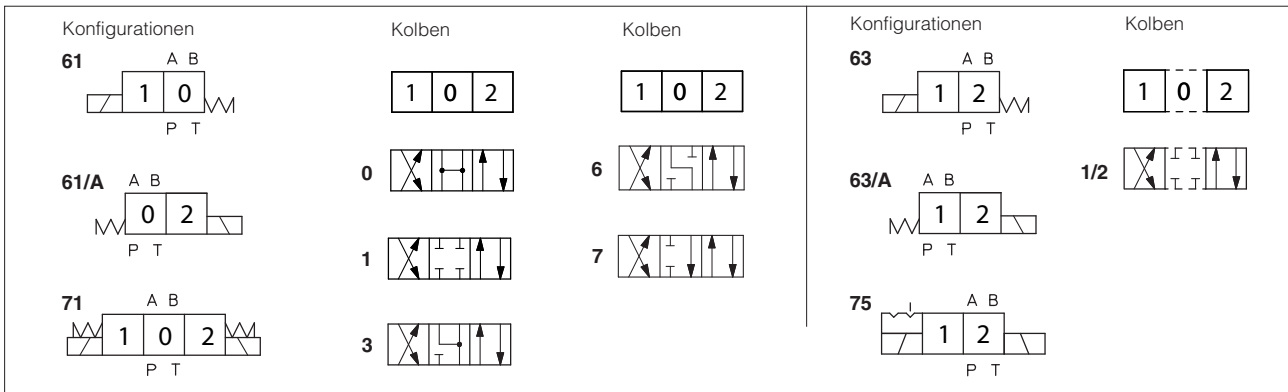 Konfigurationen
Kolben
Kolben
61
A B
1 0
P T
1 0 2
1 0 2
61/A
A B
0 2
P T
0
6
71
A B
1 0 2
P T
1
7
3
Konfigurationen
Kolben
63
A B
1 2
P T
1 0 2
63/A
A B
1 2
P T
1/2
75
A B
1 2
P T